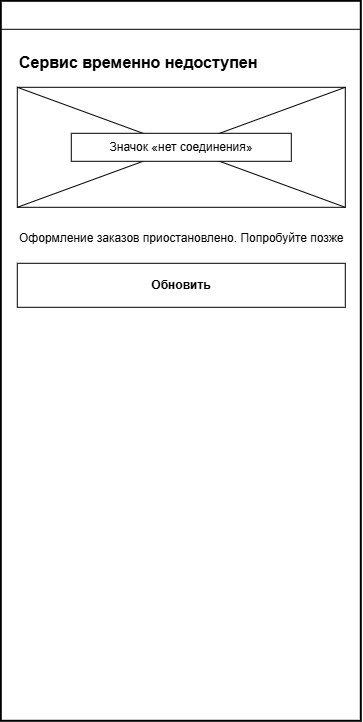 Сервис временно недоступен
Значок «нет соединения»
Оформление заказов приостановлено. Попробуйте позже
Обновить